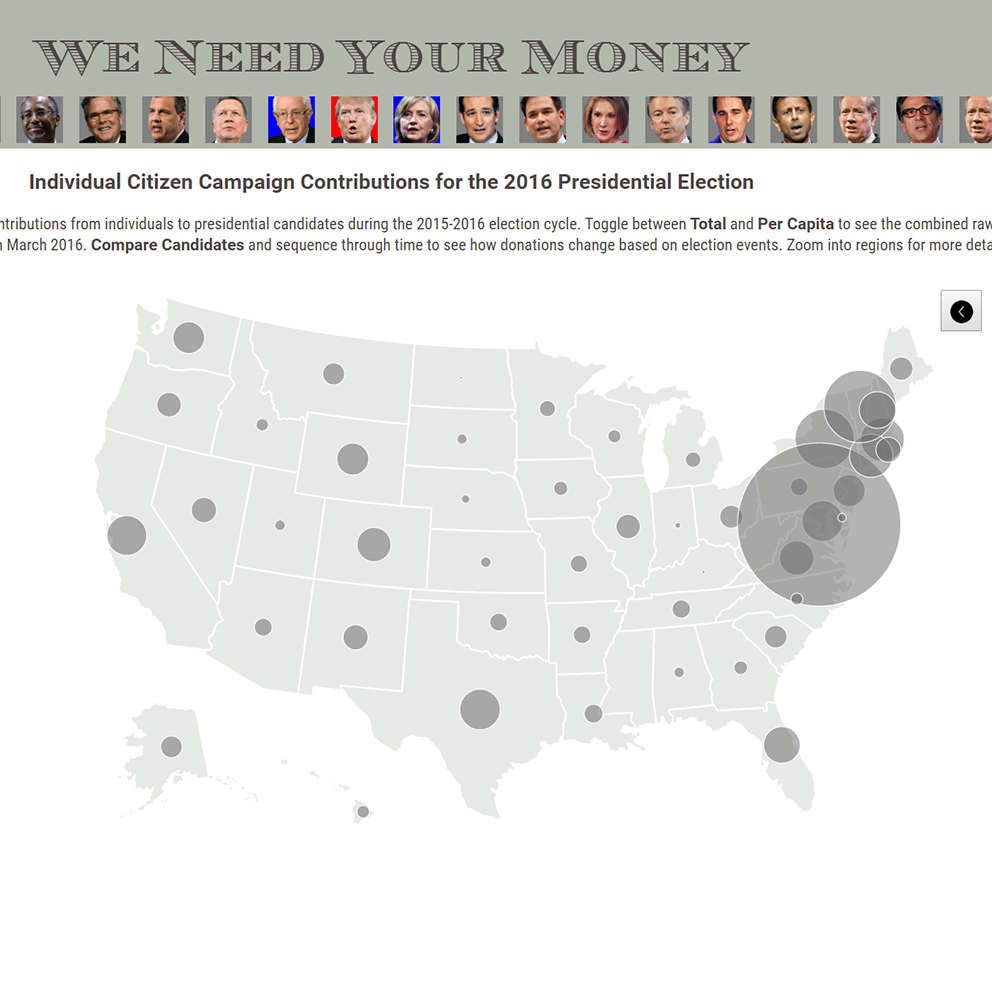 WE NEED YOUR MONEY
Individual Citizen Campaign Contributions for the 2016 Presidential Election
ntributions from individuals to presidential candidates during the 2015-2016 election cycle. Toggle between Total and Per Capita to see the combined raw
March 2016. Compare Candidates and sequence through time to see how donations change based on election events. Zoom into regions for more deta